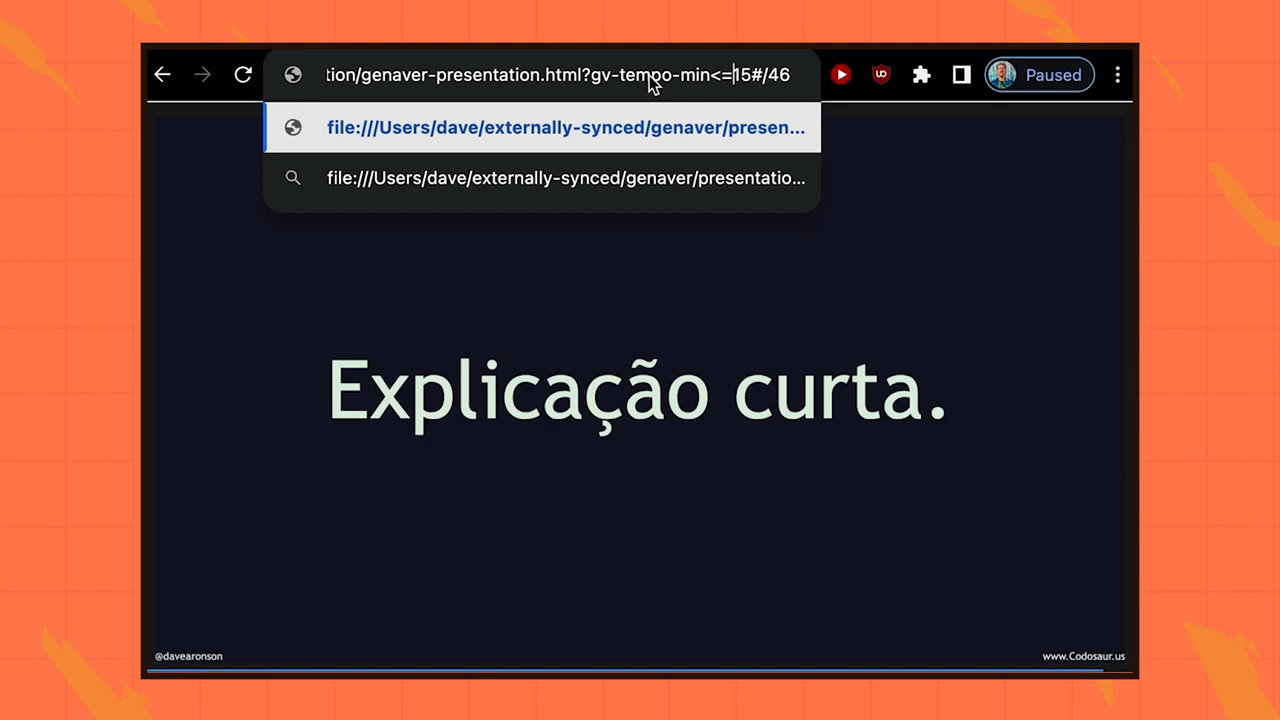 tion/genaver-presentation.html?gv-tempo-min<=15#/46
Paused
file:///Users/dave/externally-synced/genaver/presen...
file:///Users/dave/externally-synced/genaver/presentatio...
Explicação curta.
@davearonson
www.Codosaur.us